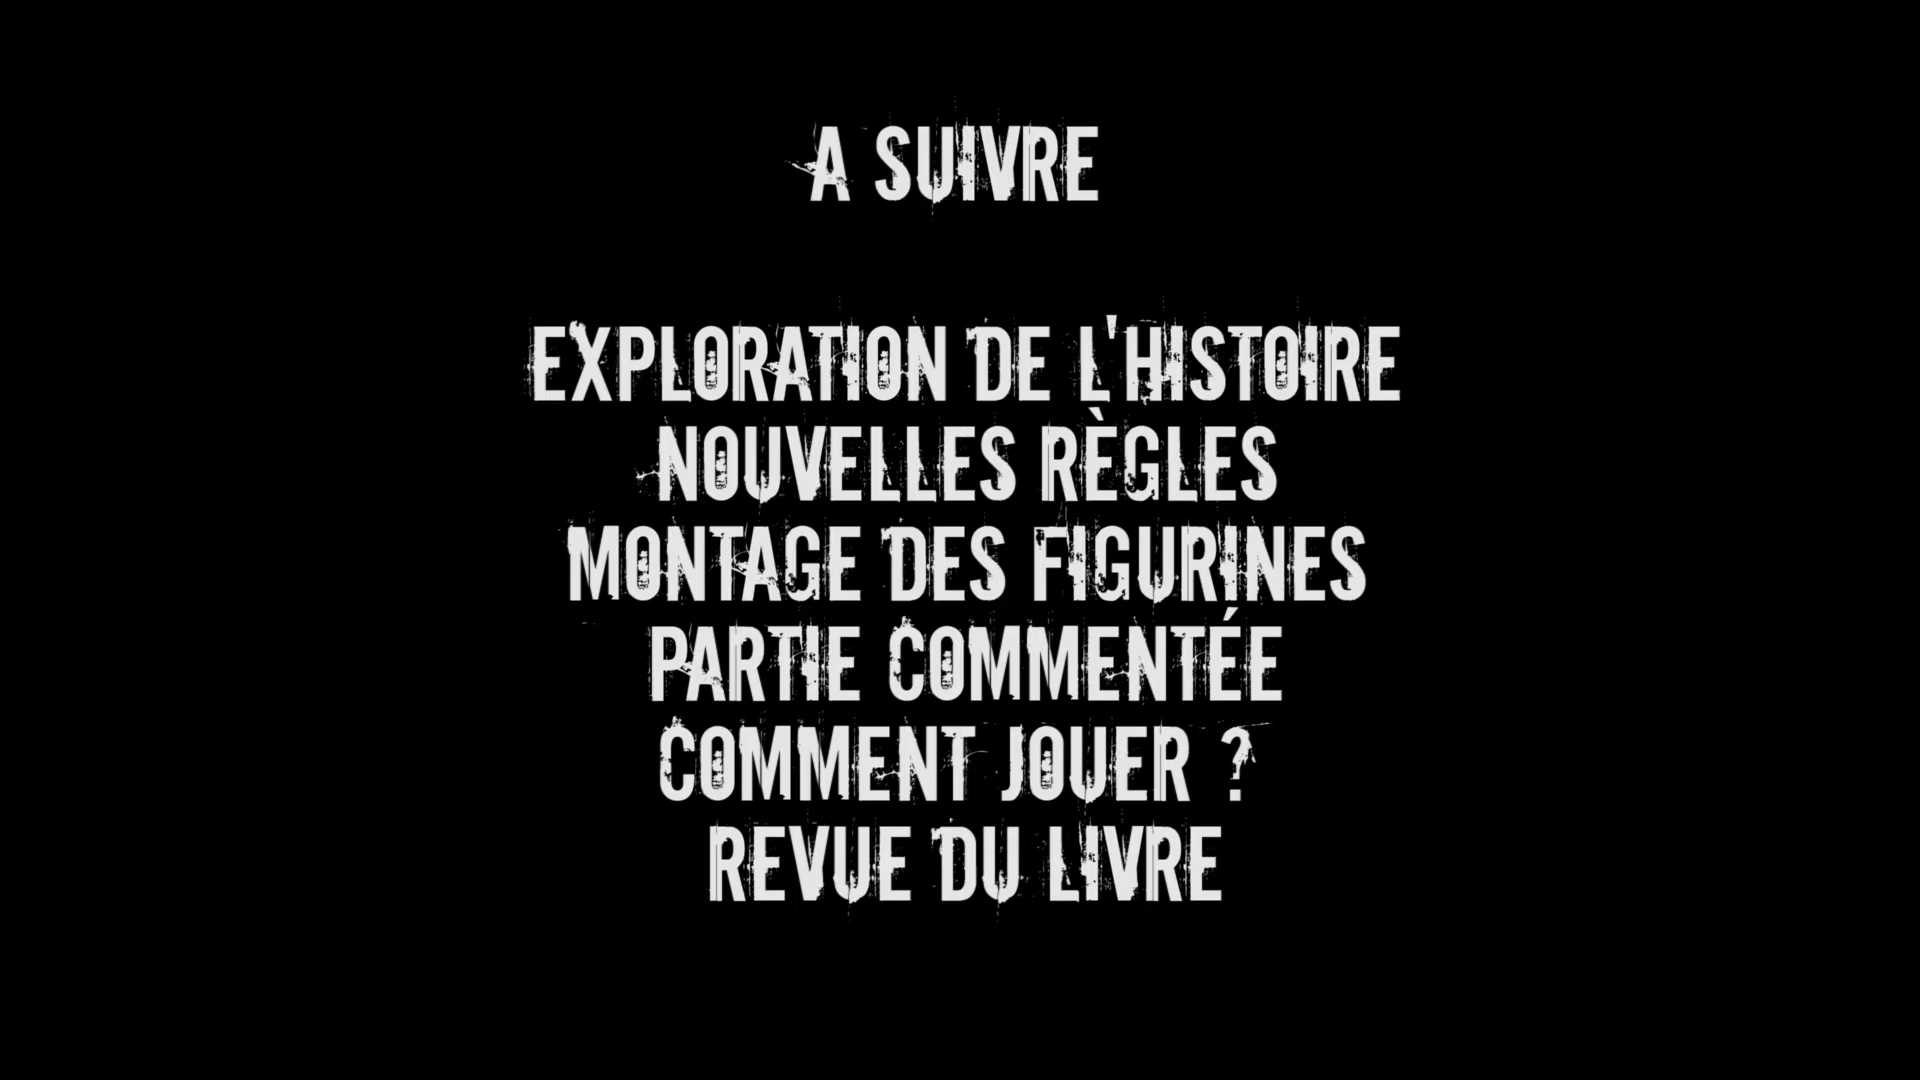 A SUIVRE
EXPLORATION DE L'HISTOIRE
NOUVELLES RÈGLES
MONTAGE DES FIGURINES
PARTIE COMMENTÉE
COMMENT JOUER ?
REVUE DU LIVRE